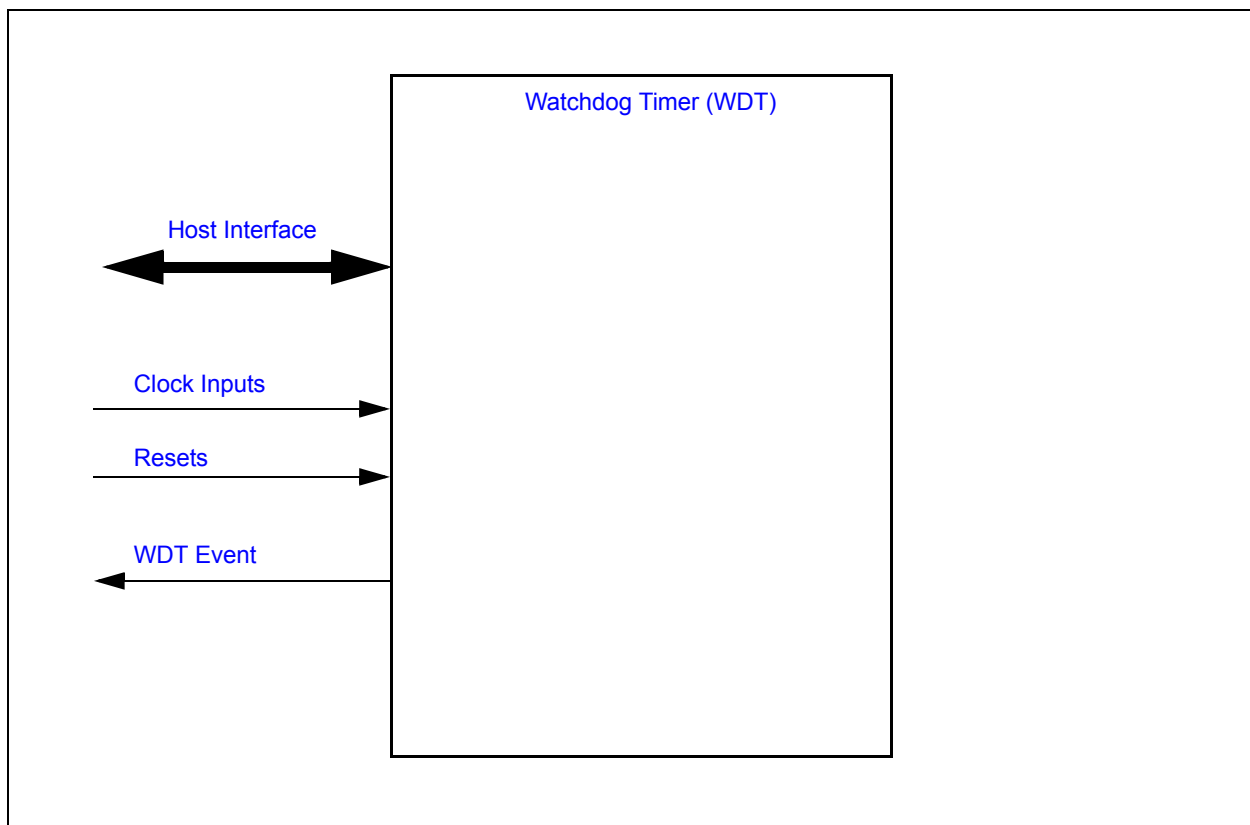 Watchdog Timer (WDT)
Host Interface
Clock Inputs
Resets
WDT Event